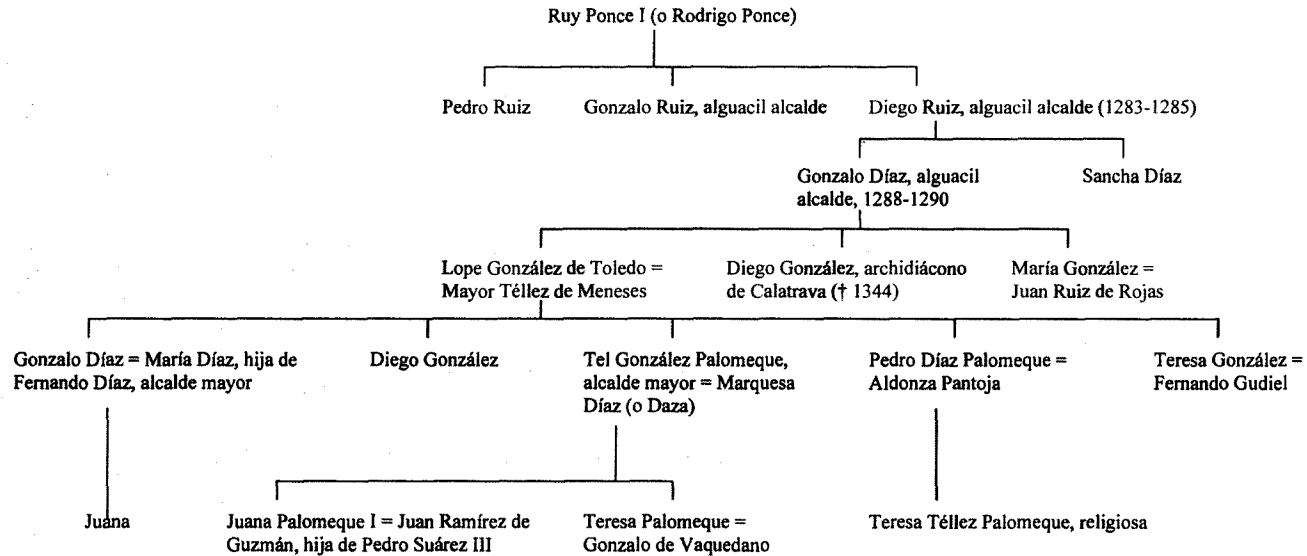 Ruy Ponce I (o Rodrigo Ponce)
Pedro Ruiz
Gonzalo Ruiz, alguacil alcalde
Diego Ruiz, alguacil alcalde (1283-1285)
Gonzalo Díaz, alguacil
alcalde, 1288-1290
Sancha Díaz
Lope González de Toledo =
Mayor Téllez de Meneses
Diego González, archidiácono
de Calatrava († 1344)
María González =
Juan Ruiz de Rojas
Gonzalo Díaz = María Díaz, hija de
Fernando Díaz, alcalde mayor
Diego González
Tel González Palomeque,
alcalde mayor = Marquesa
Díaz (o Daza)
Pedro Díaz Palomeque =
Aldonza Pantoja
Teresa González =
Fernando Gudiel
Juana
Juana Palomeque I = Juan Ramírez de
Guzmán, hija de Pedro Suárez III
Teresa Palomeque =
Gonzalo de Vaquedano
Teresa Téllez Palomeque, religiosa